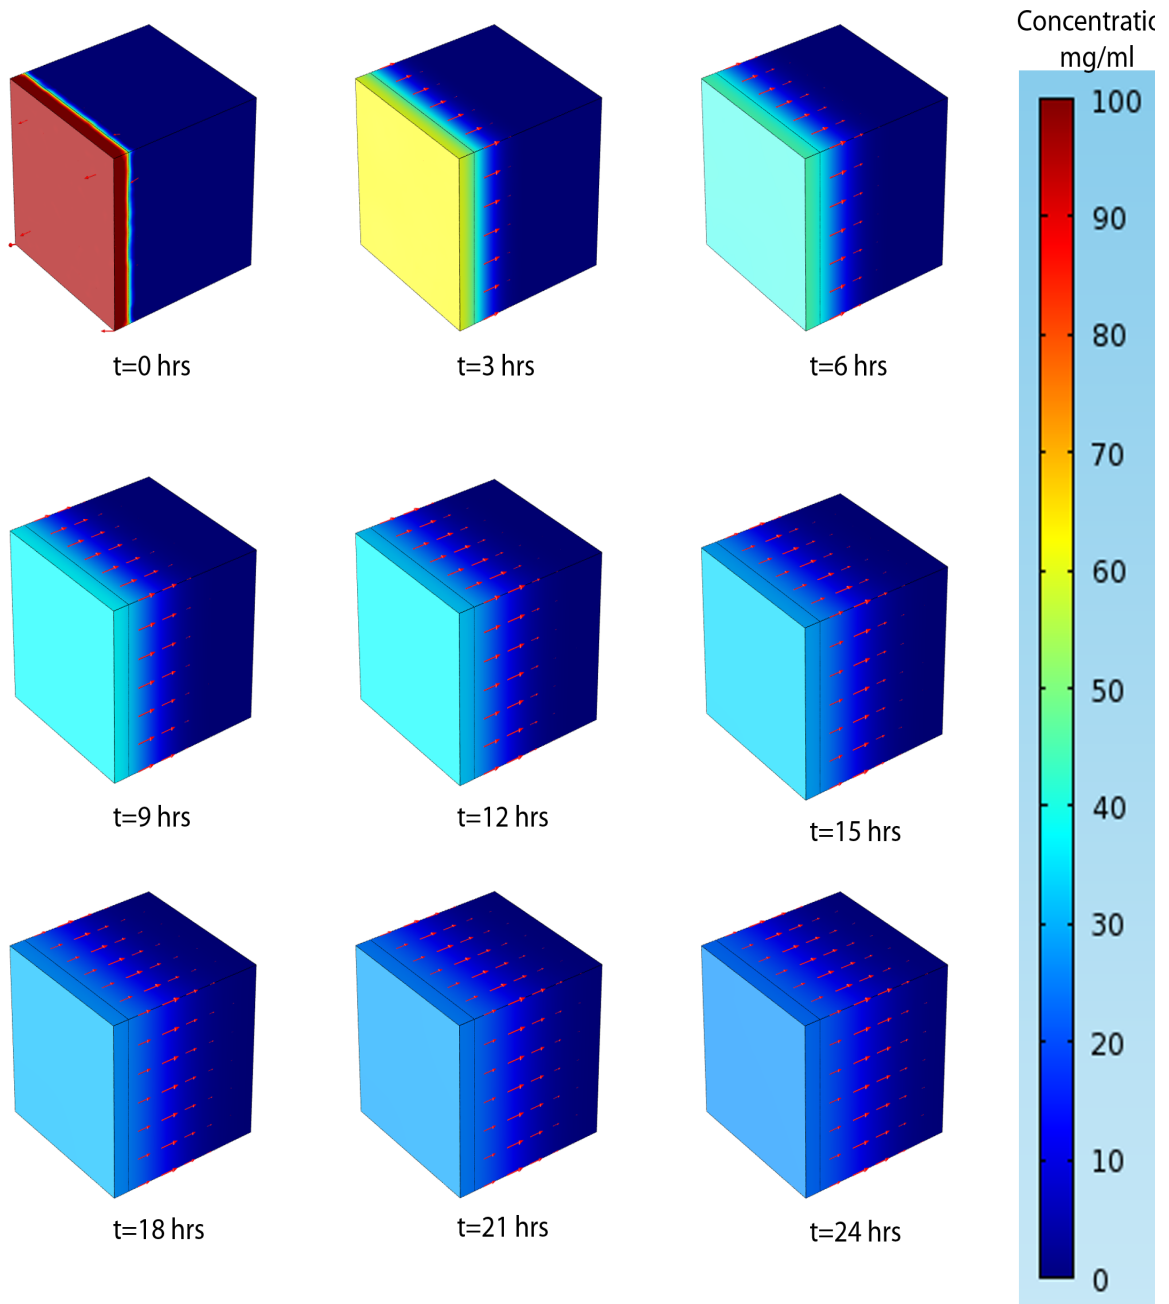 Concentratio
mg/ml
100
90
80
70
60
50
40
30
20
10
0
t=0 hrs
t=3 hrs
t=6 hrs
t=9 hrs
t=12 hrs
t=15 hrs
t=18 hrs
t=21 hrs
t=24 hrs